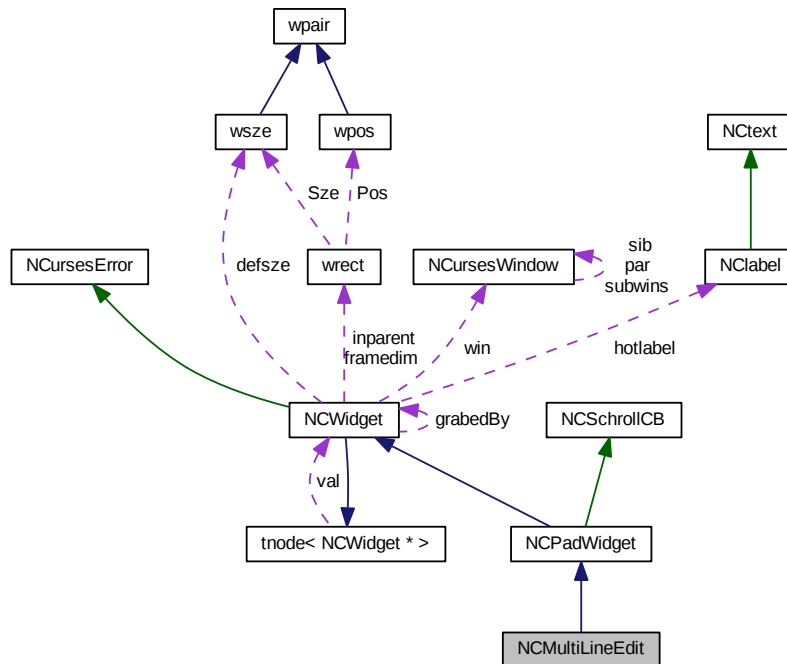 wpair
wsze
wpos
NCtext
Sze
Pos
NCursesError
defsze
wrect
NCursesWindow
sib
par
subwins
NClabel
inparent
framedim
win
hotlabel
NCWidget
grabedBy
NCSchrollCB
val
tnode< NCWidget * >
NCPadWidget
NCMultiLineEdit